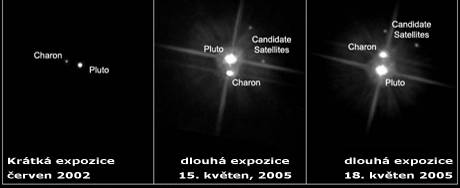 Charon
Pluto
Krátká expozice
červen 2002
Candidate
Satellites
Pluto
Charon
dlouhá expozice
15. květen, 2005
Candidate
Satellites
Charon
Pluto
dlouhá expozice
18. květen 2005